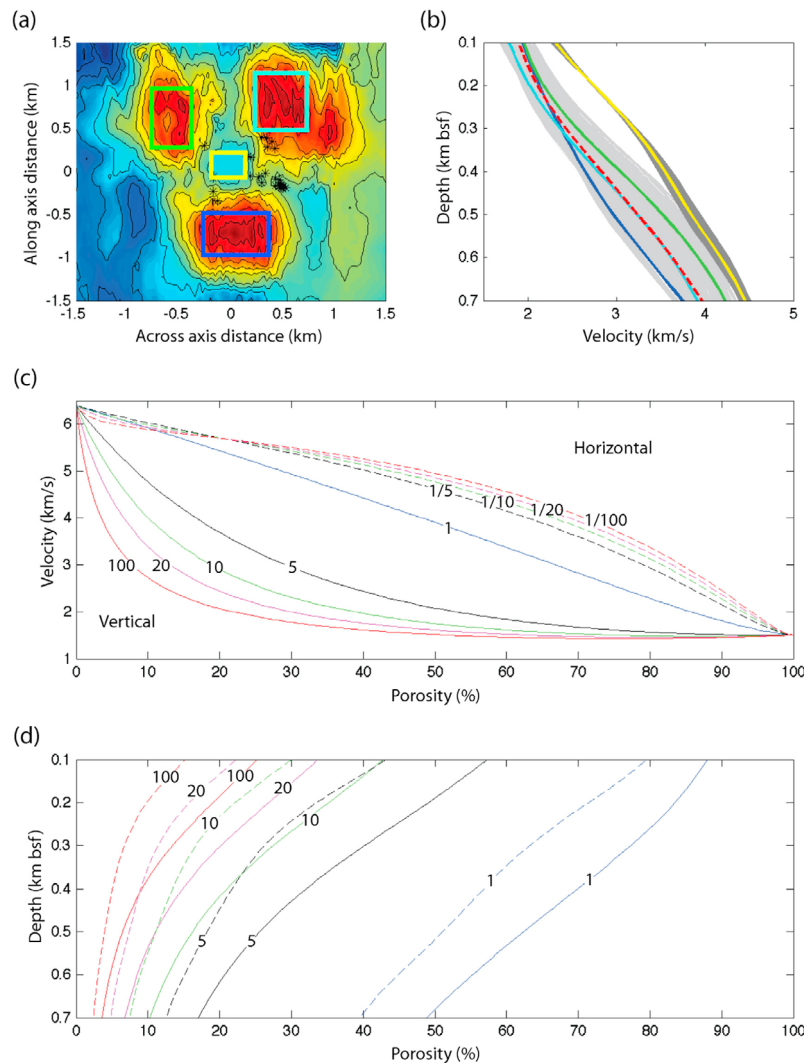 (a)
1.5
1
0.5
0
-0.5
-1
-1.5
Along axis distance (km)
-1.5 -1 -0.5 0 0.5 1 1.5
Across axis distance (km)
(b)
0.1
0.2
0.3
0.4
0.5
0.6
0.7
Depth (km bsf)
2 3 4 5
Velocity (km/s)
(c)
6
5
4
3
2
1
Velocity (km/s)
Horizontal
1/5 1/10 1/20 1/100
1
100 20 10 5
Vertical
0 10 20 30 40 50 60 70 80 90 100
Porosity (%)
(d)
0.1
0.2
0.3
0.4
0.5
0.6
0.7
Depth (km bsf)
100 20 100 20
10 10
1 1
5 5
0 10 20 30 40 50 60 70 80 90 100
Porosity (%)